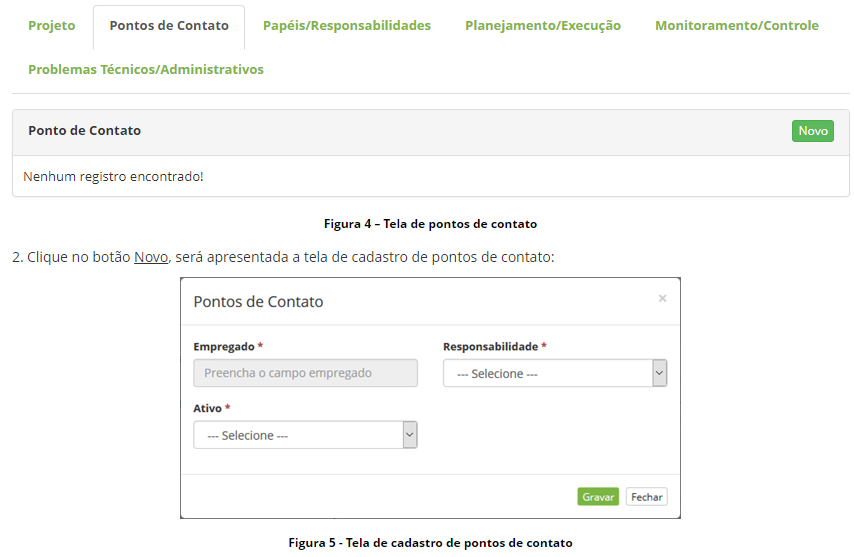 Projeto Pontos de Contato Papéis/Responsabilidades Planejamento/Execução Monitoramento/Controle
Problemas Técnicos/Administrativos
Ponto de Contato Novo
Nenhum registro encontrado!
Figura 4 – Tela de pontos de contato
2. Clique no botão Novo, será apresentada a tela de cadastro de pontos de contato:
Pontos de Contato ×
Empregado * Responsabilidade *
Preencha o campo empregado --- Selecione ---
Ativo *
--- Selecione ---
Gravar Fechar
Figura 5 - Tela de cadastro de pontos de contato